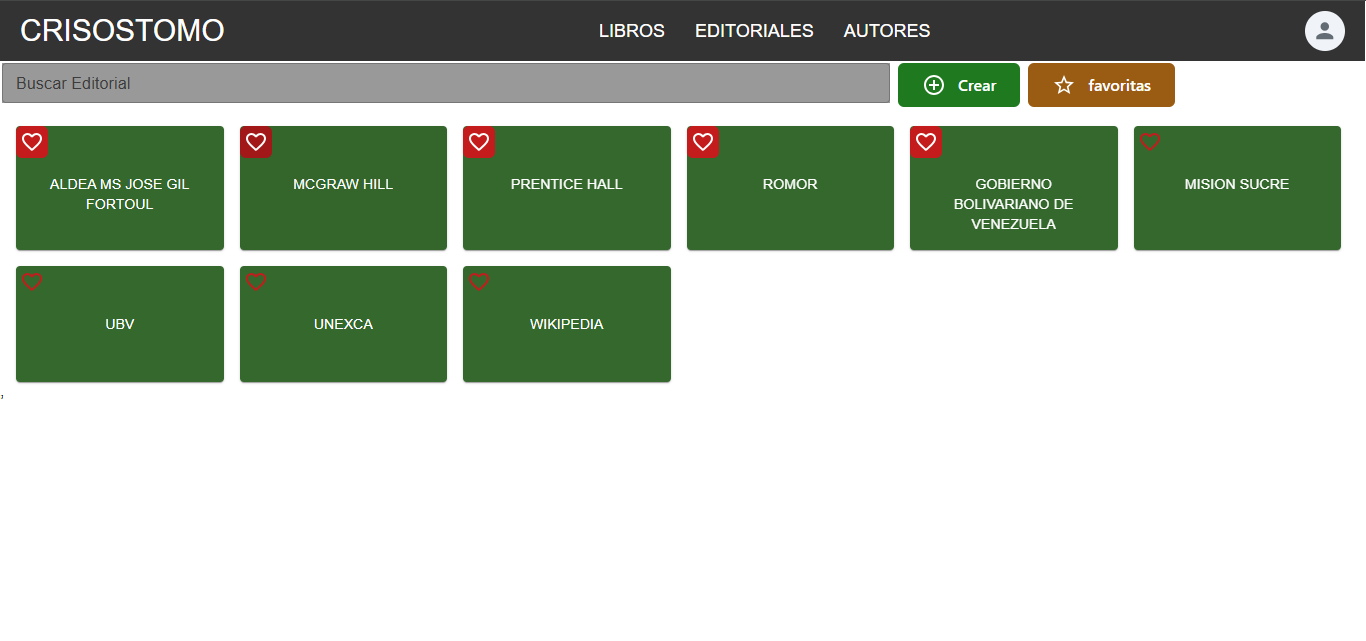 CRISOSTOMO
LIBROS
EDITORIALES
AUTORES
Buscar Editorial
Crear
favoritas
ALDEA MS JOSE GIL
FORTOUL
MCGRAW HILL
PRENTICE HALL
ROMOR
GOBIERNO
BOLIVARIANO DE
VENEZUELA
MISION SUCRE
UBV
UNEXCA
WIKIPEDIA
,